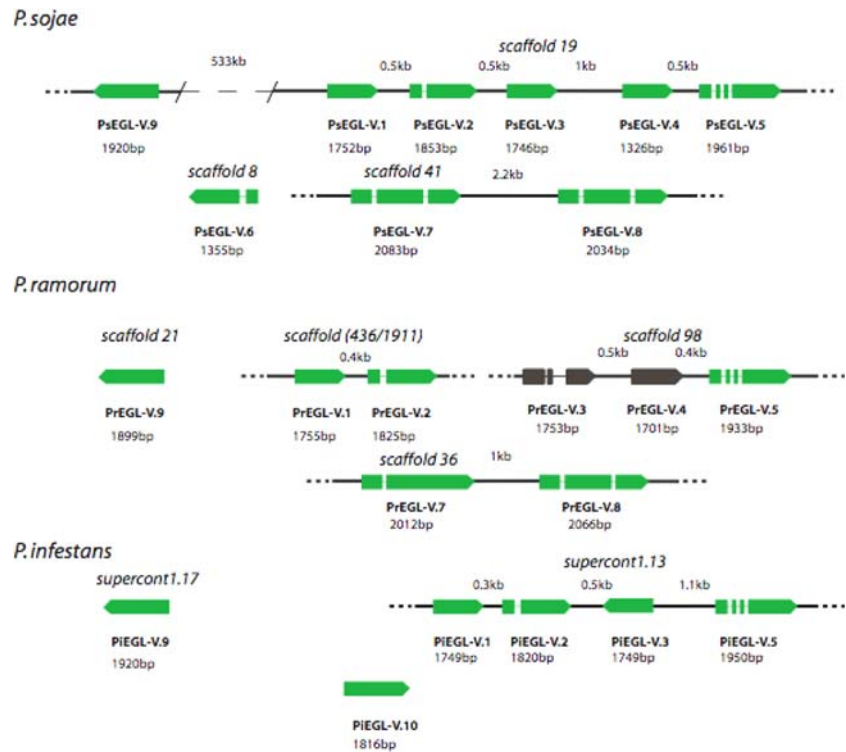 P. sojae
scaffold 19
533kb 0.5kb 0.5kb 1kb 0.5kb
PsEGL-V.9 PsEGL-V.1 PsEGL-V.2 PsEGL-V.3 PsEGL-V.4 PsEGL-V.5
1920bp 1752bp 1853bp 1746bp 1326bp 1961bp
scaffold 8 scaffold 41 2.2kb
PsEGL-V.6 PsEGL-V.7 PsEGL-V.8
1355bp 2083bp 2034bp
P. ramorum
scaffold 21 scaffold (436/1911) scaffold 98
0.4kb 0.5kb 0.4kb
PrEGL-V.9 PrEGL-V.1 PrEGL-V.2 PrEGL-V.3 PrEGL-V.4 PrEGL-V.5
1899bp 1755bp 1825bp 1753bp 1701bp 1933bp
scaffold 36 1kb
PrEGL-V.7 PrEGL-V.8
2012bp 2066bp
P. infestans
supercont1.17 supercont1.13
0.3kb 0.5kb 1.1kb
PiEGL-V.9 PiEGL-V.1 PiEGL-V.2 PiEGL-V.3 PiEGL-V.5
1920bp 1749bp 1820bp 1749bp 1950bp
PiEGL-V.10
1816bp